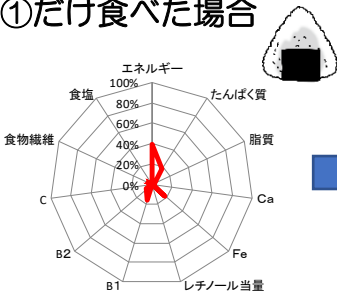 ①だけ食べた場合
エネルギー
100%
80%
60%
40%
20%
0%
たんぱく質
脂質
Ca
Fe
レチノール当量
B1
B2
C
食物繊維
食塩